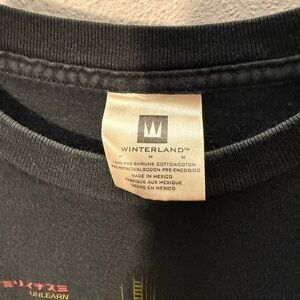 WINTERLAND™
100% PRE-SHRUNK COTTON/COTON
PRE-RETRECI/ALGODON PRE-ENCOGIDO
MADE IN MEXICO
FABRIQUE AUX MEXIQUE
HECHO EN MEXICO
UNLEARN